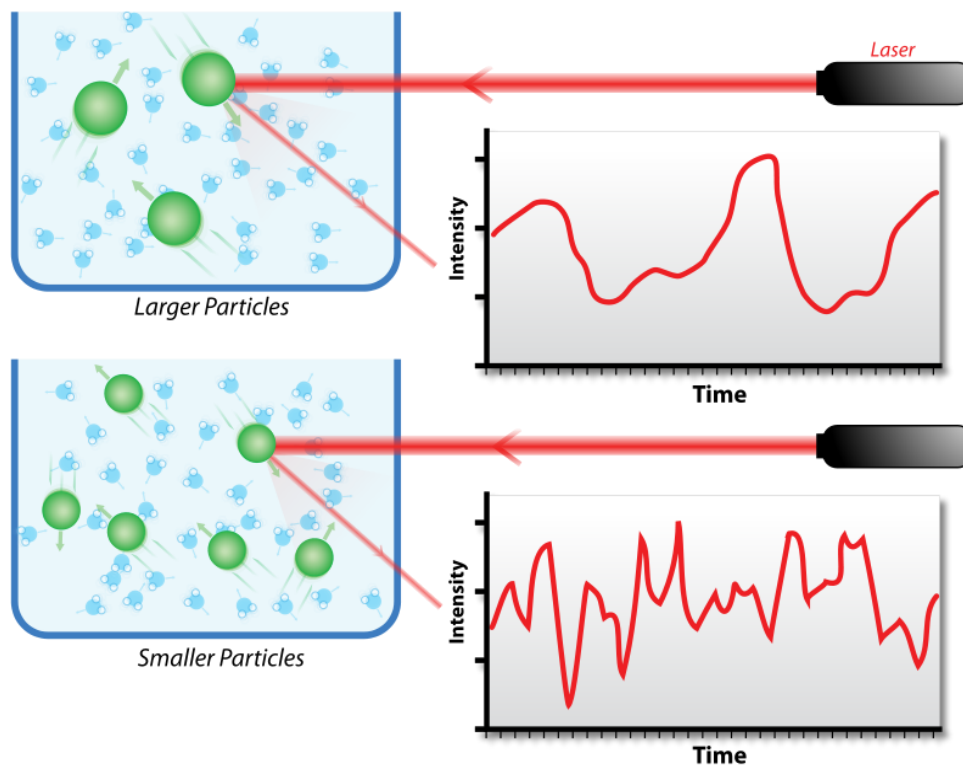 Laser
Intensity
Time
Larger Particles
Intensity
Time
Smaller Particles